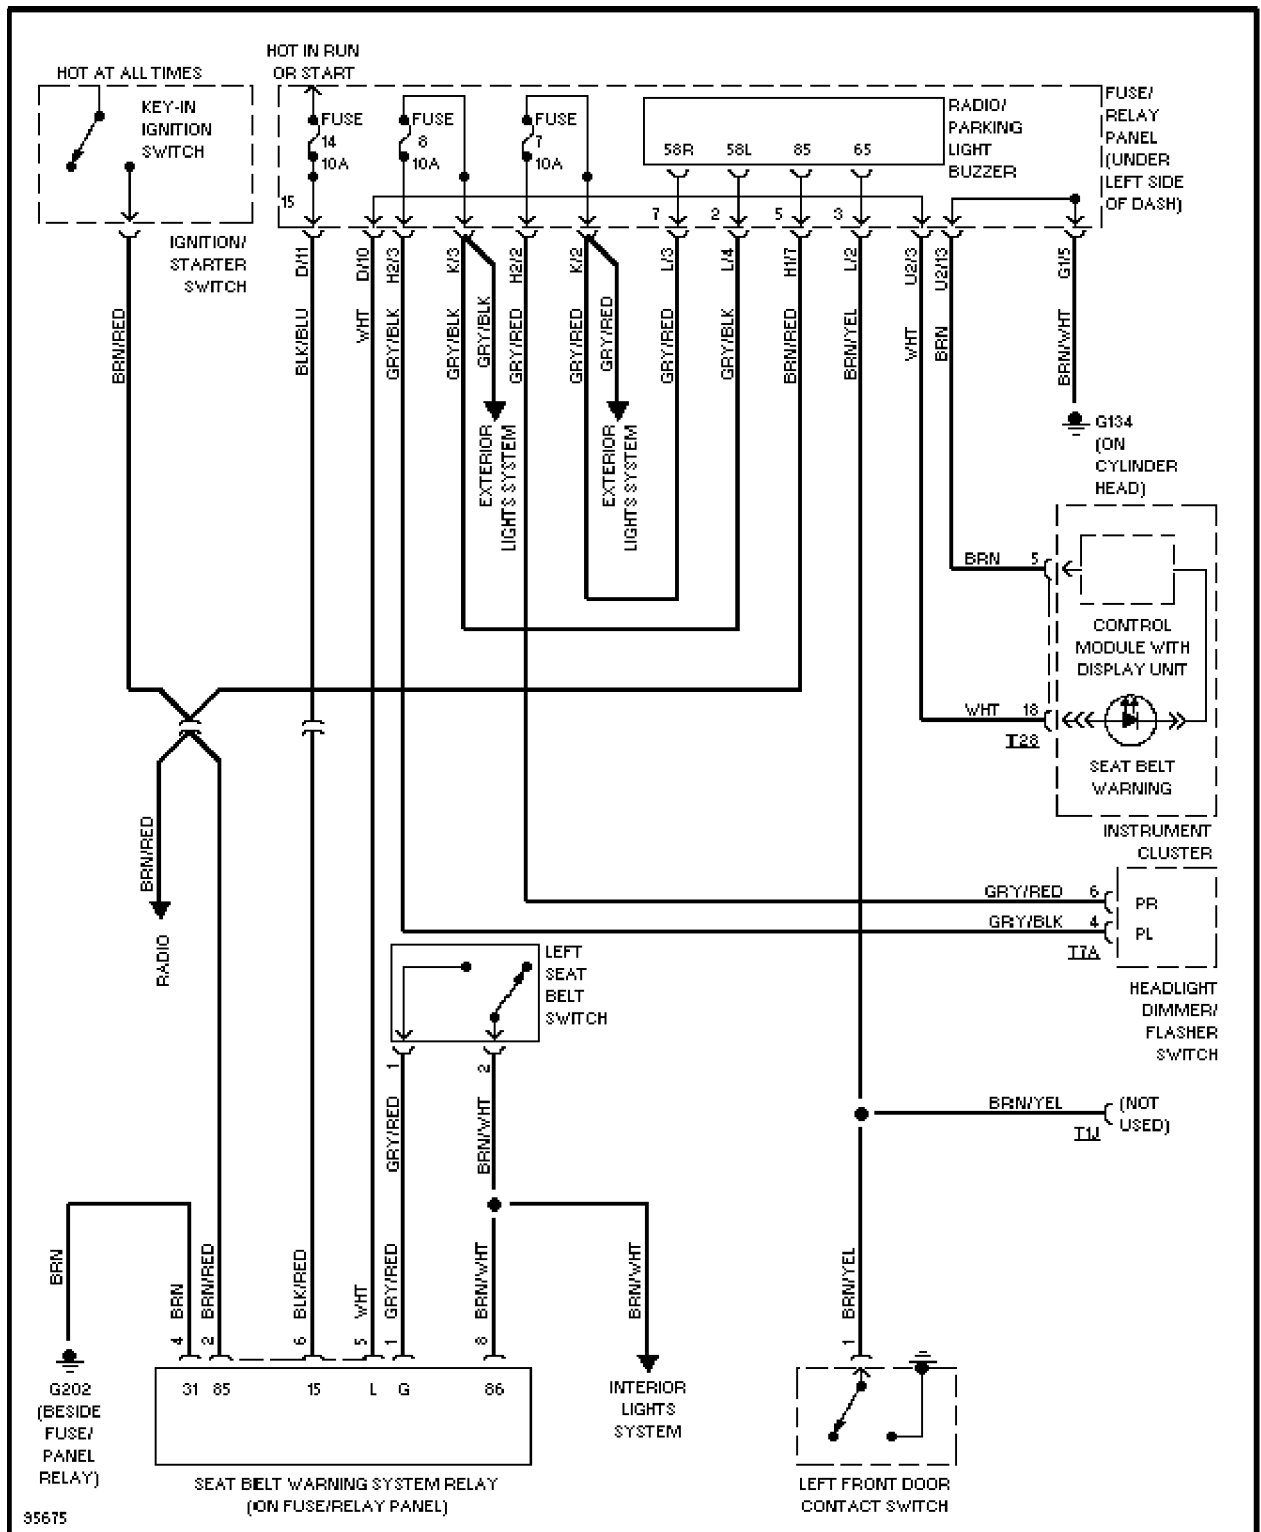 HOT IN RUN
OR START
HOT AT ALL TIMES
KEY-IN
IGNITION
SWITCH
FUSE
14
10A
15
FUSE
8
10A
FUSE
7
10A
58R 58L 85 65
RADIO/
PARKING
LIGHT
BUZZER
FUSE/
RELAY
PANEL
(UNDER
LEFT SIDE
OF DASH)
7 2 5 3
IGNITION/
STARTER
SWITCH
D/11
D/10
H2/3
K/3
H2/2
K/2
L/3
L/4
H1/7
L/2
U2/3
U2/13
G1/5
BRN/RED
BLK/BLU
WHT
GRY/BLK
GRY/BLK
GRY/BLK
GRY/RED
GRY/RED
GRY/RED
GRY/RED
GRY/BLK
BRN/RED
BRN/YEL
WHT
BRN
BRN/WHT
EXTERIOR
LIGHTS SYSTEM
EXTERIOR
LIGHTS SYSTEM
G134
(ON
CYLINDER
HEAD)
BRN 5
CONTROL
MODULE WITH
DISPLAY UNIT
WHT 18
T28
SEAT BELT
WARNING
INSTRUMENT
CLUSTER
BRN/RED
RADIO
GRY/RED 6
PR
GRY/BLK 4
PL
T7A
HEADLIGHT
DIMMER/
FLASHER
SWITCH
LEFT
SEAT
BELT
SWITCH
1
2
GRY/RED
BRN/WHT
BRN/YEL
(NOT
USED)
T1J
BRN
BRN
BRN/RED
BLK/RED
WHT
GRY/RED
BRN/WHT
BRN/WHT
BRN/YEL
4 2 6 5 1 8
1
31 85 15 L G 86
G202
(BESIDE
FUSE/
PANEL
RELAY)
INTERIOR
LIGHTS
SYSTEM
SEAT BELT WARNING SYSTEM RELAY
(ON FUSE/RELAY PANEL)
LEFT FRONT DOOR
CONTACT SWITCH
95675